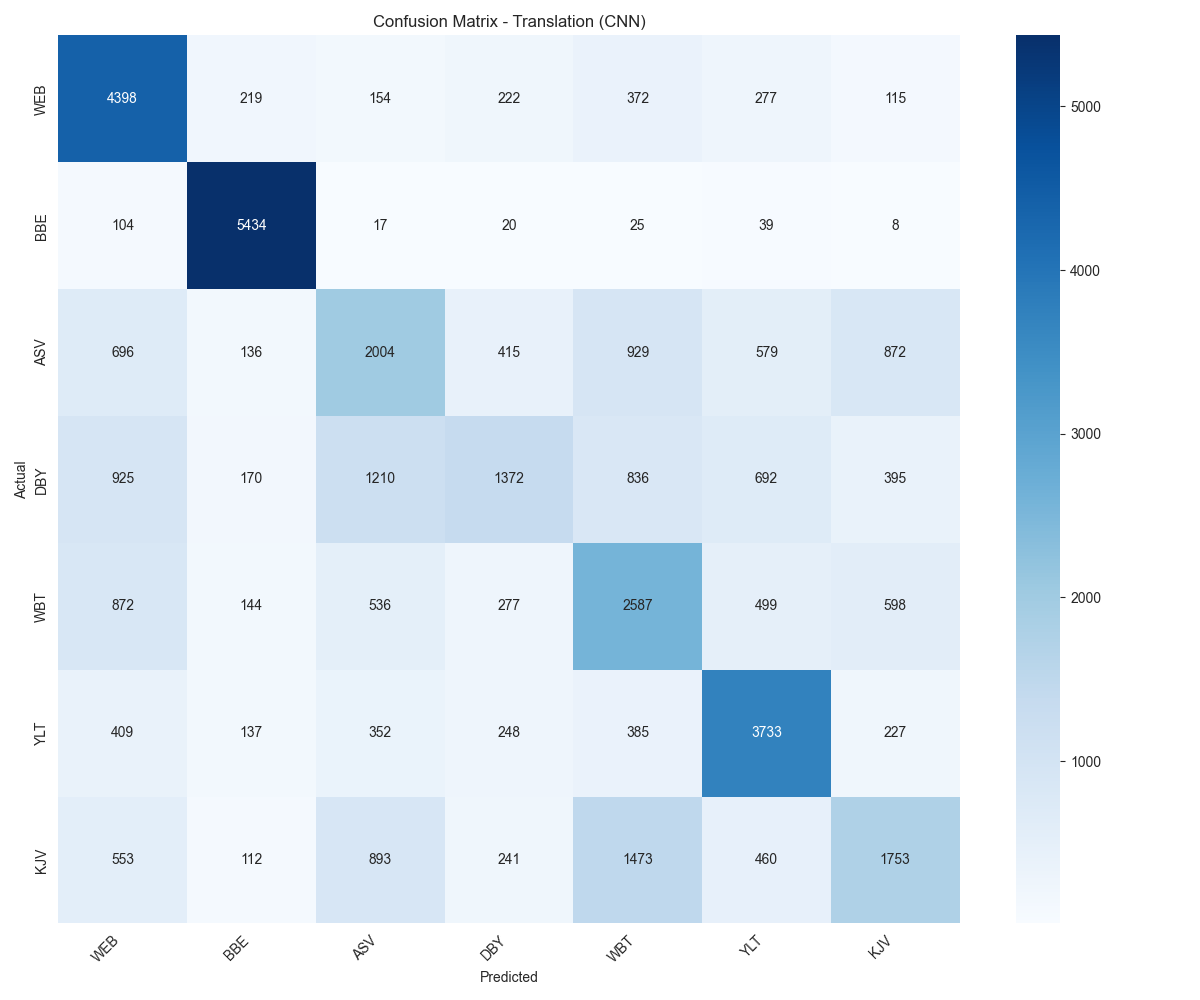 Confusion Matrix - Translation (CNN)
WEB 4398 219 154 222 372 277 115
BBE 104 5434 17 20 25 39 8
ASV 696 136 2004 415 929 579 872
DBY 925 170 1210 1372 836 692 395
WBT 872 144 536 277 2587 499 598
YLT 409 137 352 248 385 3733 227
KJV 553 112 893 241 1473 460 1753
WEB BBE ASV DBY WBT YLT KJV
Predicted
Actual
5000
4000
3000
2000
1000